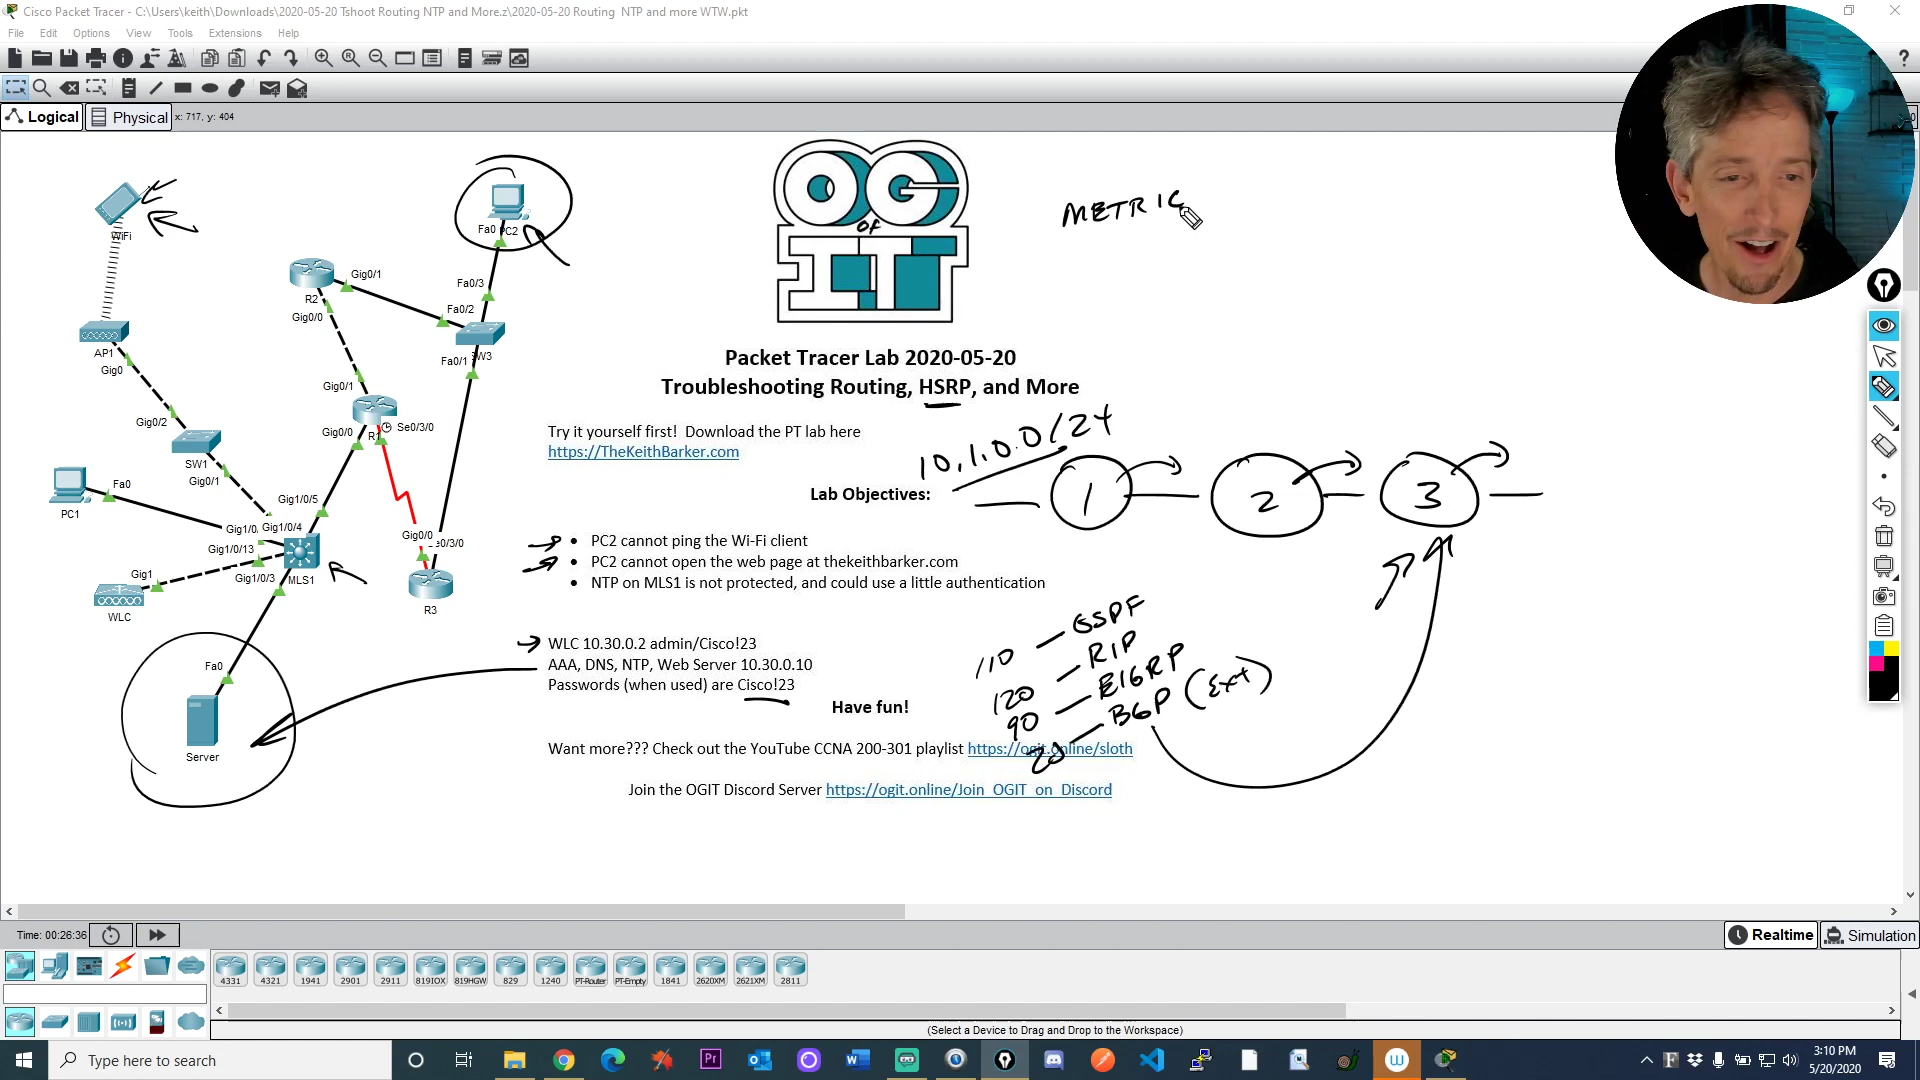 Cisco Packet Tracer - C:\Users\keith\Downloads\2020-05-20 Tshoot Routing NTP and More.z\2020-05-20 Routing NTP and more WTW.pkt
File Edit Options View Tools Extensions Help
Logical Physical x: 717, y: 404
OG
of
IT
METRIC
WiFi
Fa0 PC2
Gig0/1
R2
Gig0/0
Fa0/3
Fa0/2
AP1
Gig0
Fa0/1 SW3
Gig0/1
Gig0/2
Gig0/0 R1 Se0/3/0
SW1
Gig0/1
Fa0
PC1
Gig1/0/5
Gig1/0 Gig1/0/4
Gig1/0/13
Gig1/0/3 MLS1
Gig1
WLC
Gig0/0 e0/3/0
R3
Fa0
Server
Packet Tracer Lab 2020-05-20
Troubleshooting Routing, HSRP, and More
Try it yourself first! Download the PT lab here
https://TheKeithBarker.com
10.1.0.0/24
Lab Objectives:
1 2 3
• PC2 cannot ping the Wi-Fi client
• PC2 cannot open the web page at thekeithbarker.com
• NTP on MLS1 is not protected, and could use a little authentication
WLC 10.30.0.2 admin/Cisco!23
AAA, DNS, NTP, Web Server 10.30.0.10
Passwords (when used) are Cisco!23
Have fun!
110 — OSPF
120 — RIP
90 — EIGRP
20 — BGP (Ext)
Want more??? Check out the YouTube CCNA 200-301 playlist https://ogit.online/sloth
Join the OGIT Discord Server https://ogit.online/Join_OGIT_on_Discord
Time: 00:26:36
Realtime Simulation
4331 4321 1941 2901 2911 819IOX 819HGW 829 1240 PT-Router PT-Empty 1841 2620XM 2621XM 2811
(Select a Device to Drag and Drop to the Workspace)
Type here to search
3:10 PM
5/20/2020